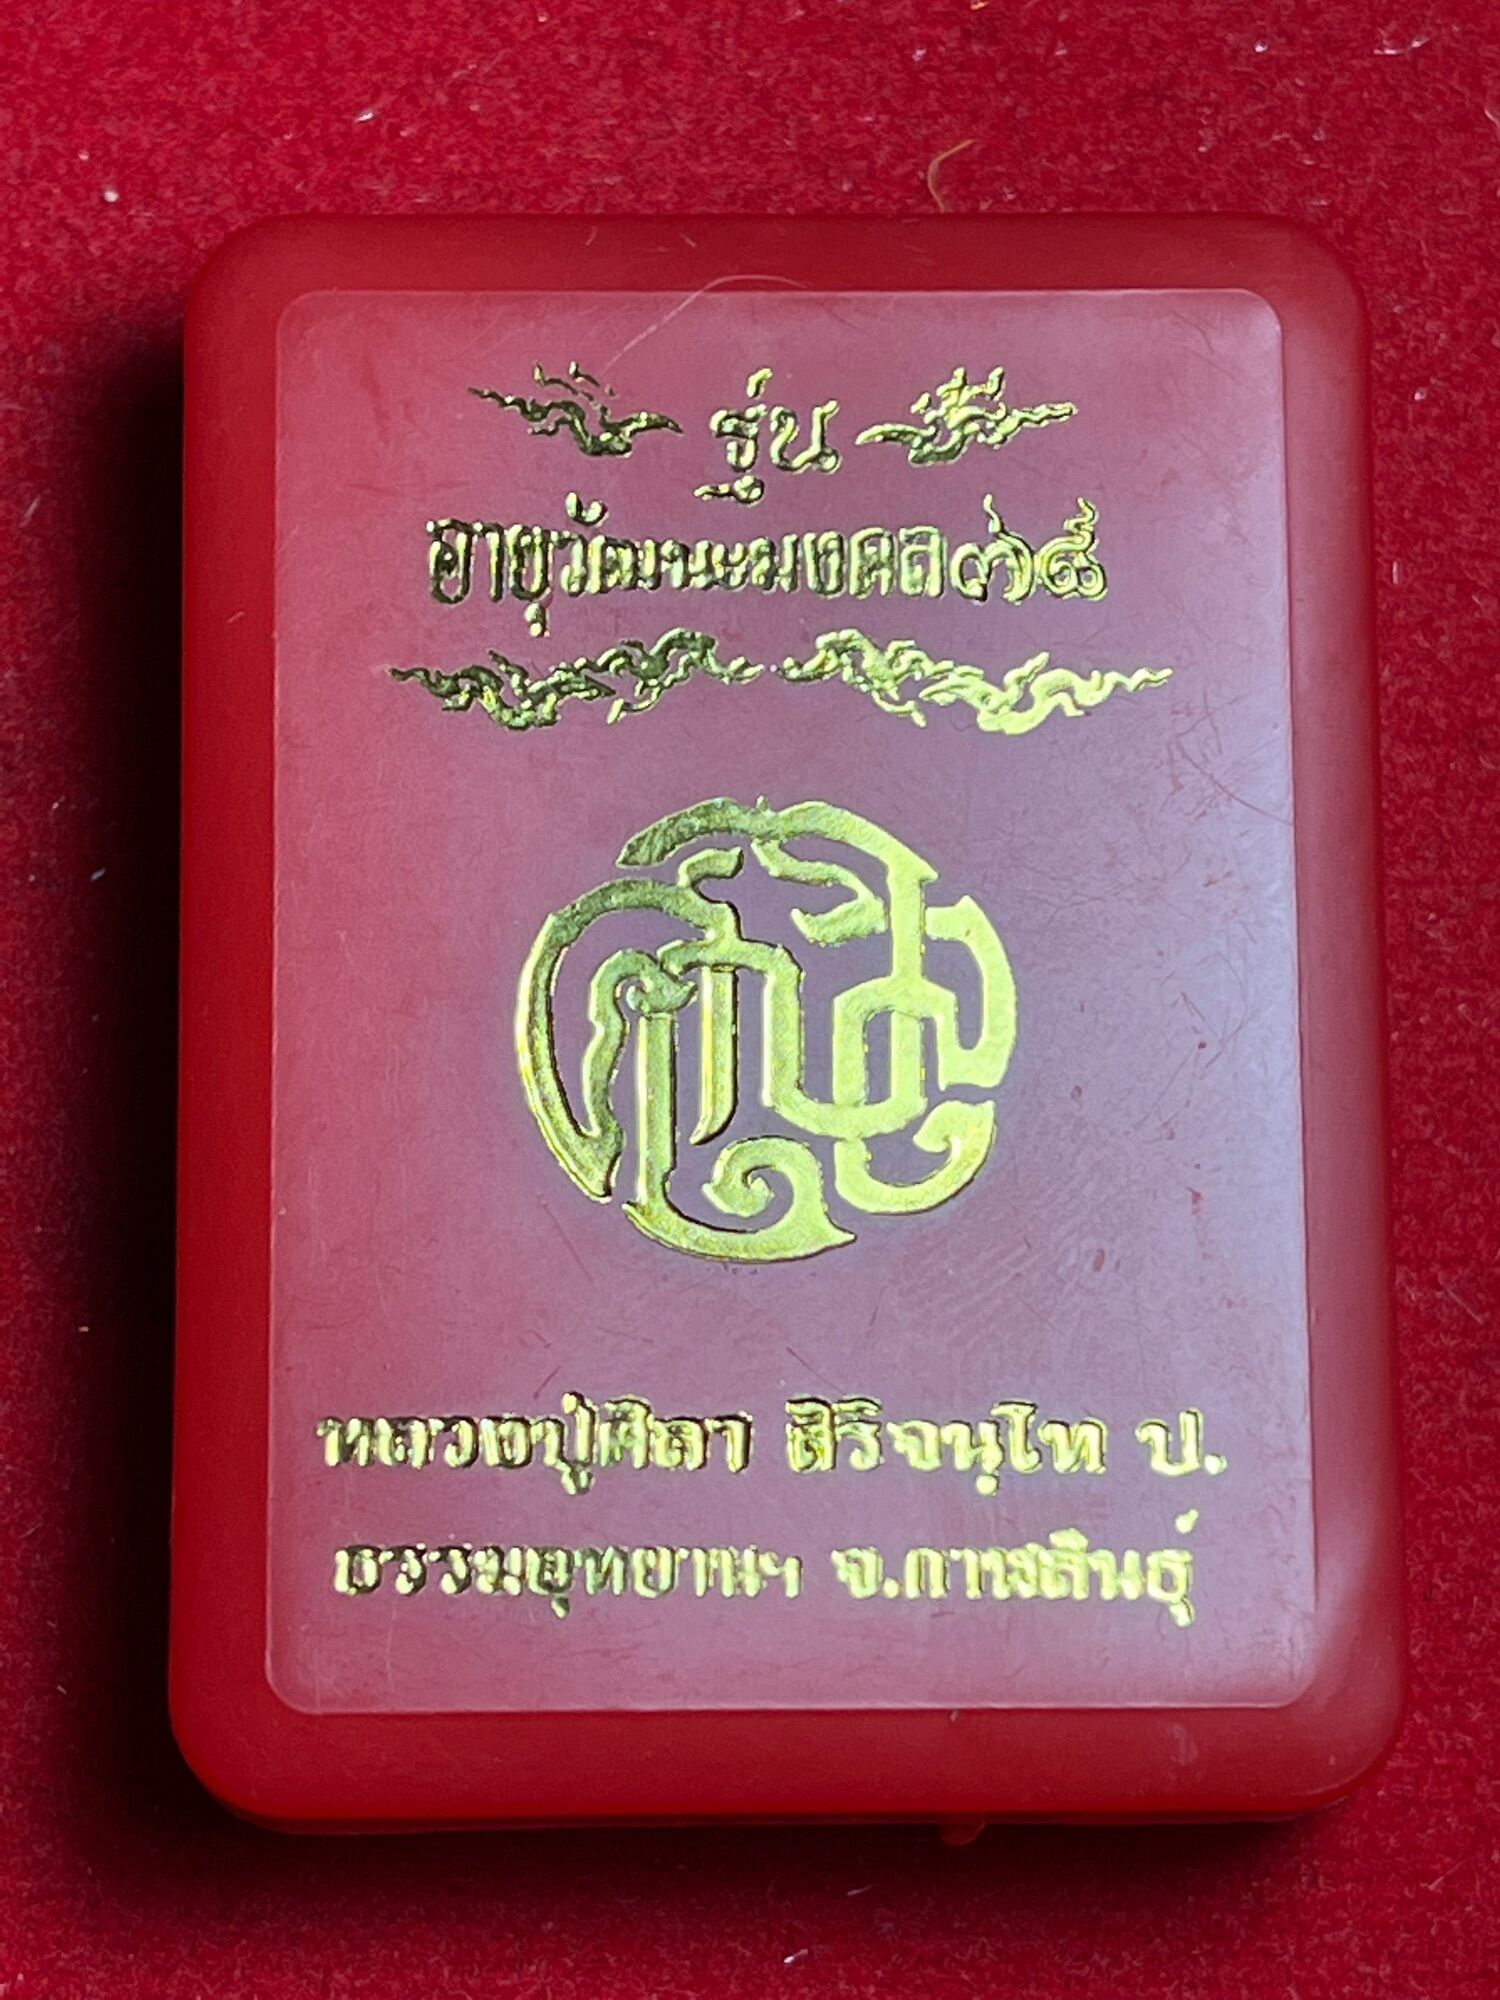 รุ่น
อายุวัฒนะมงคล๗๘
หลวงปู่ศิลา สิริจนฺโท ป.
ธรรมอุทยานฯ จ.กาฬสินธุ์